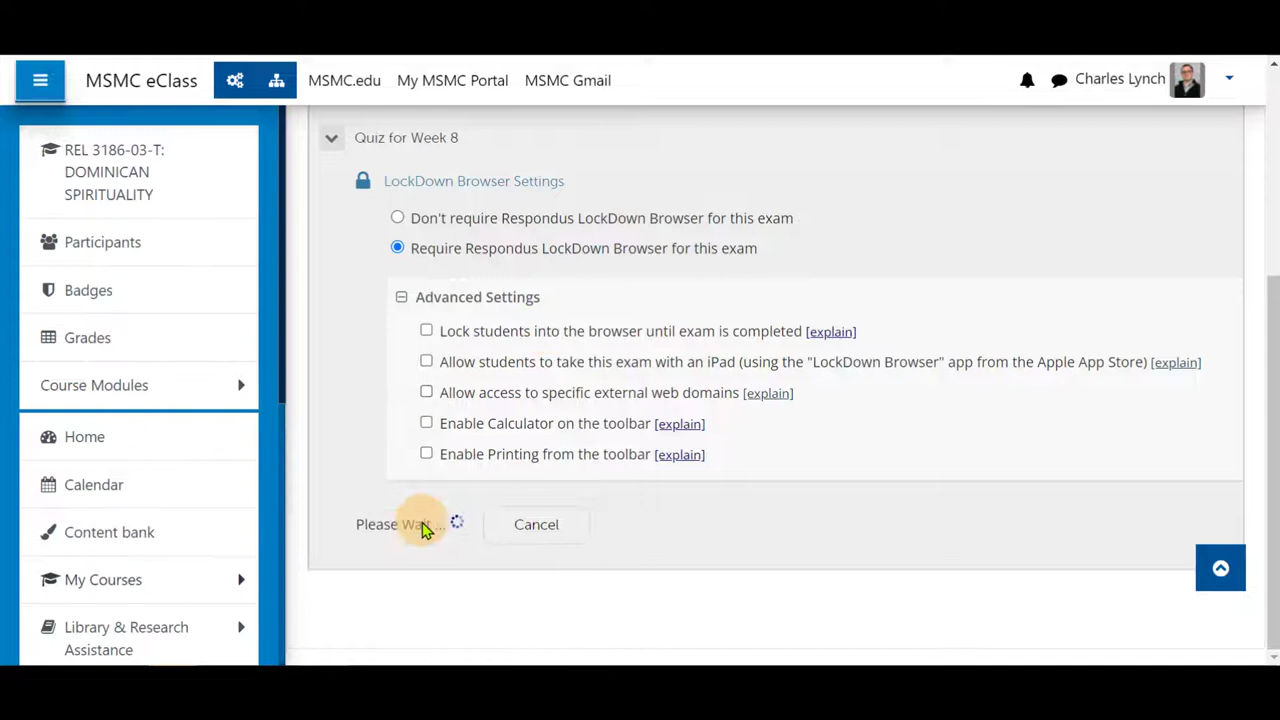 MSMC eClass
MSMC.edu
My MSMC Portal
MSMC Gmail
Charles Lynch
REL 3186-03-T:
DOMINICAN
SPIRITUALITY
Participants
Badges
Grades
Course Modules
Home
Calendar
Content bank
My Courses
Library & Research
Assistance
Quiz for Week 8
LockDown Browser Settings
Don't require Respondus LockDown Browser for this exam
Require Respondus LockDown Browser for this exam
Advanced Settings
Lock students into the browser until exam is completed [explain]
Allow students to take this exam with an iPad (using the "LockDown Browser" app from the Apple App Store) [explain]
Allow access to specific external web domains [explain]
Enable Calculator on the toolbar [explain]
Enable Printing from the toolbar [explain]
Please Wait ...
Cancel